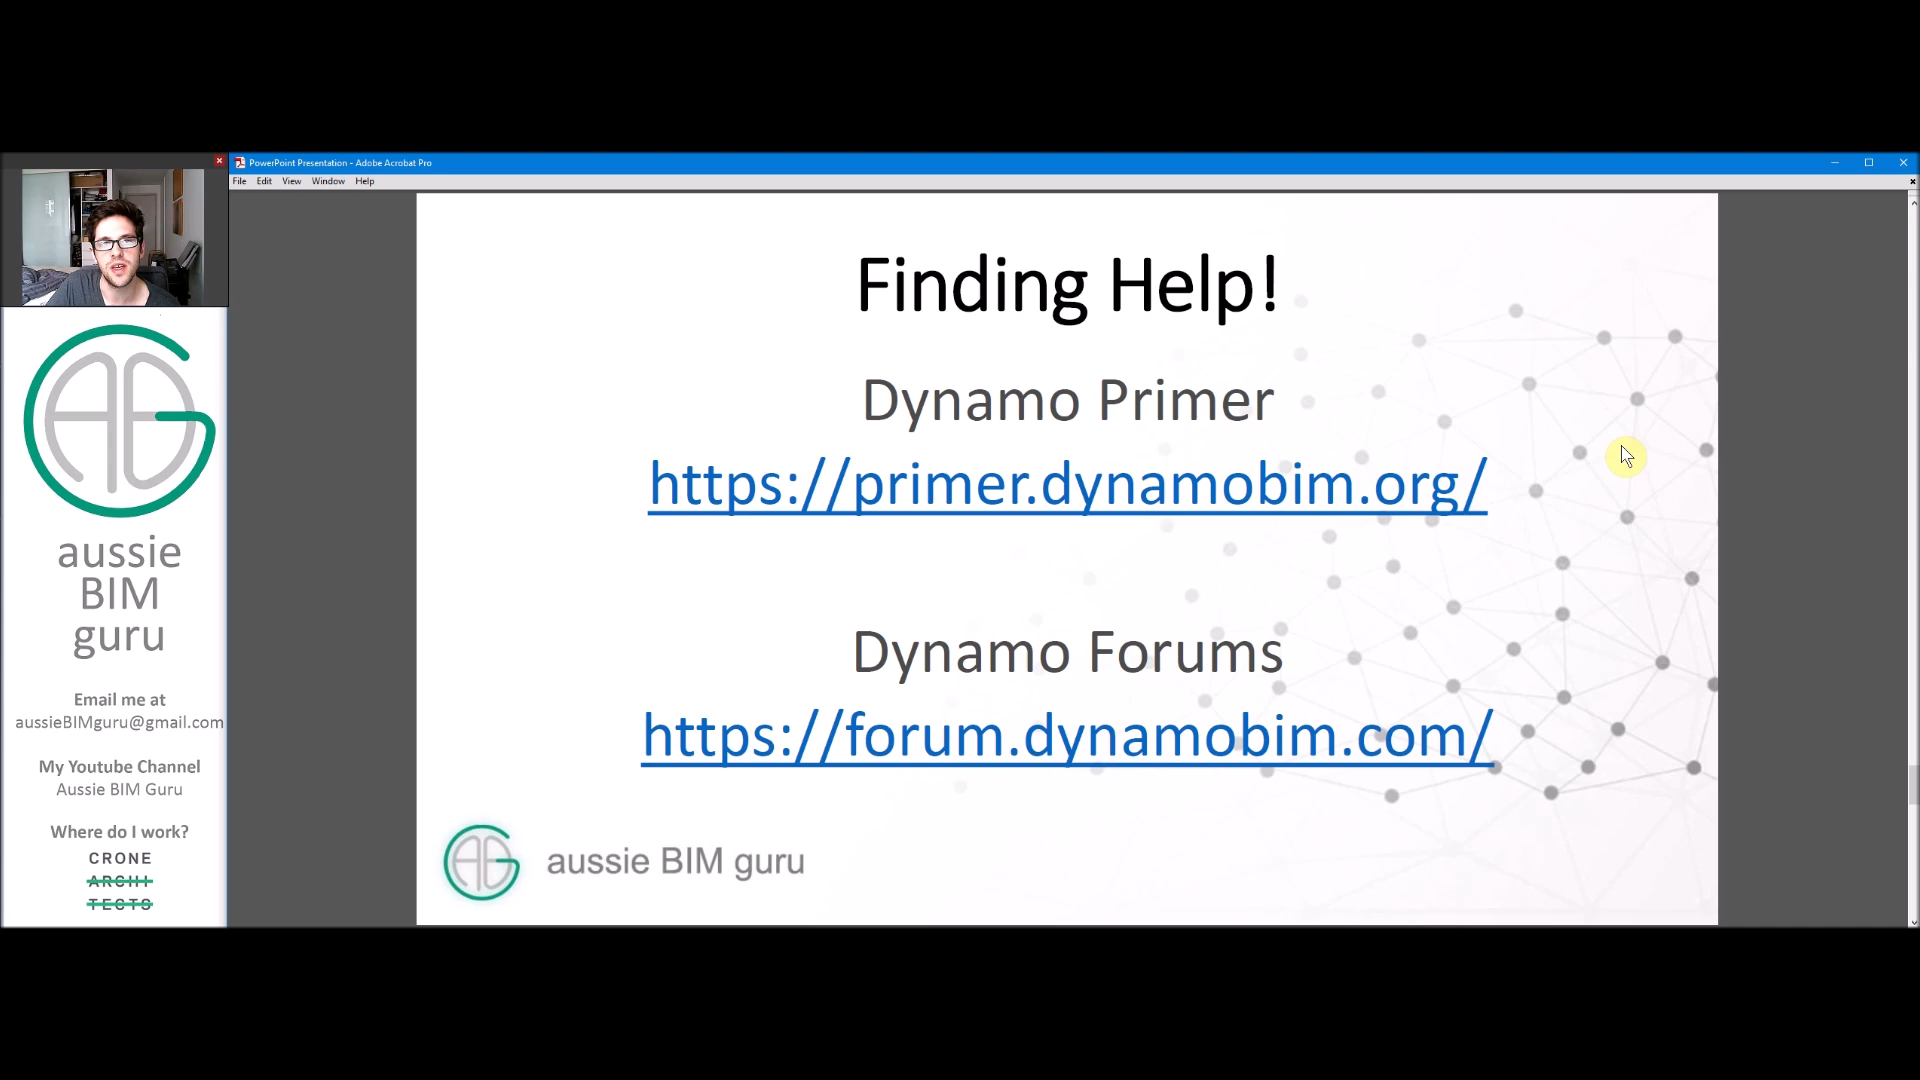 PowerPoint Presentation - Adobe Acrobat Pro
File Edit View Window Help
Finding Help!
Dynamo Primer
https://primer.dynamobim.org/
Dynamo Forums
https://forum.dynamobim.com/
aussie BIM guru
aussie
BIM
guru
Email me at
aussieBIMguru@gmail.com
My Youtube Channel
Aussie BIM Guru
Where do I work?
CRONE
ARCHI
TECTS